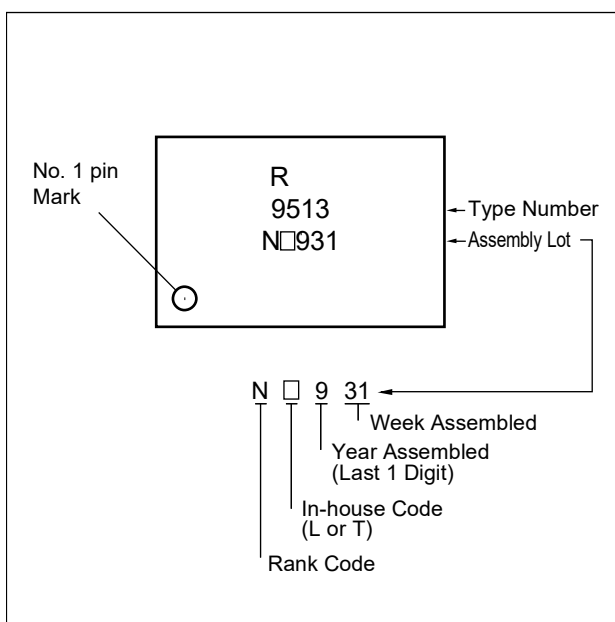 No. 1 pin
Mark
R
9513
N□931
Type Number
Assembly Lot
N □ 9 31
Week Assembled
Year Assembled
(Last 1 Digit)
In-house Code
(L or T)
Rank Code